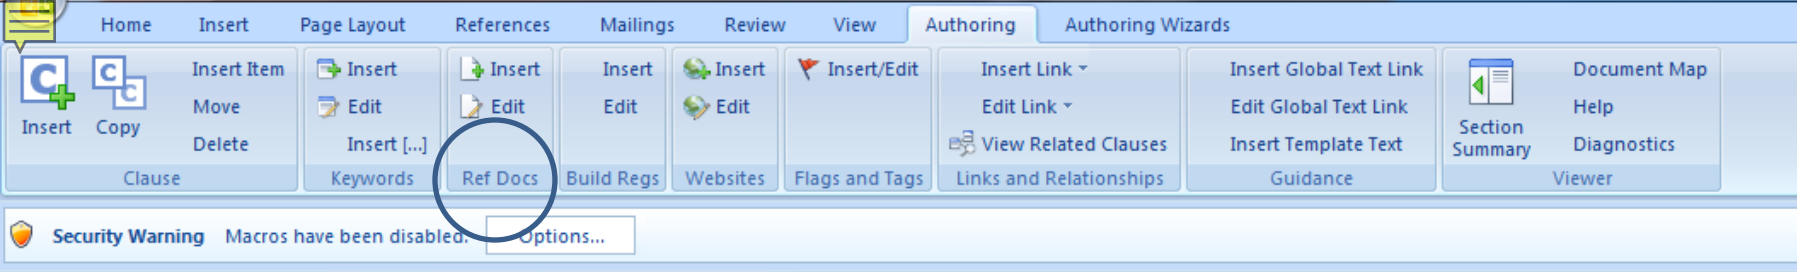 Home Insert Page Layout References Mailings Review View Authoring Authoring Wizards
Insert Item Insert Insert Insert Insert Insert/Edit Insert Link Insert Global Text Link Document Map
Move Edit Edit Edit Edit Edit Link Edit Global Text Link Help
Insert Copy Section
Delete Insert [...] View Related Clauses Insert Template Text Summary Diagnostics
Clause Keywords Ref Docs Build Regs Websites Flags and Tags Links and Relationships Guidance Viewer
Security Warning Macros have been disabled. Options...